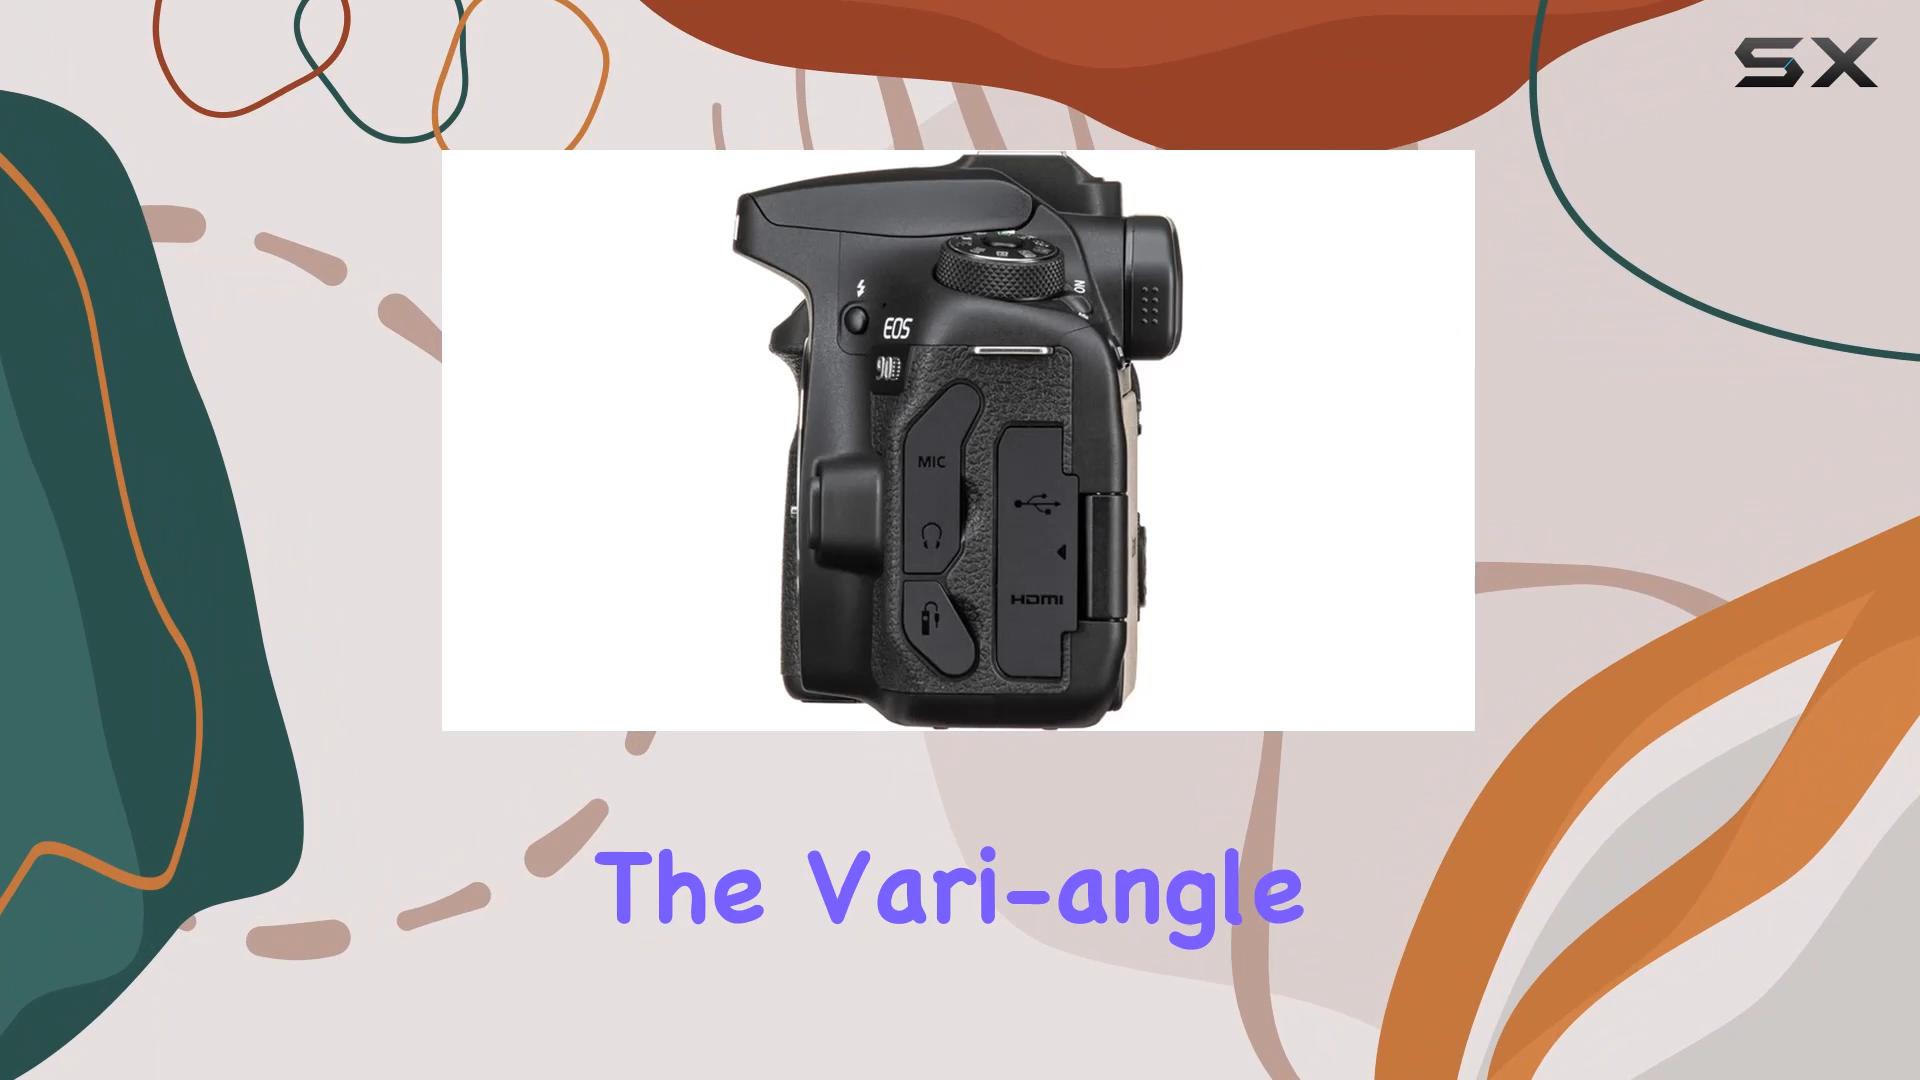 SX
ON
EOS
90D
MIC
HDMI
The Vari-angle